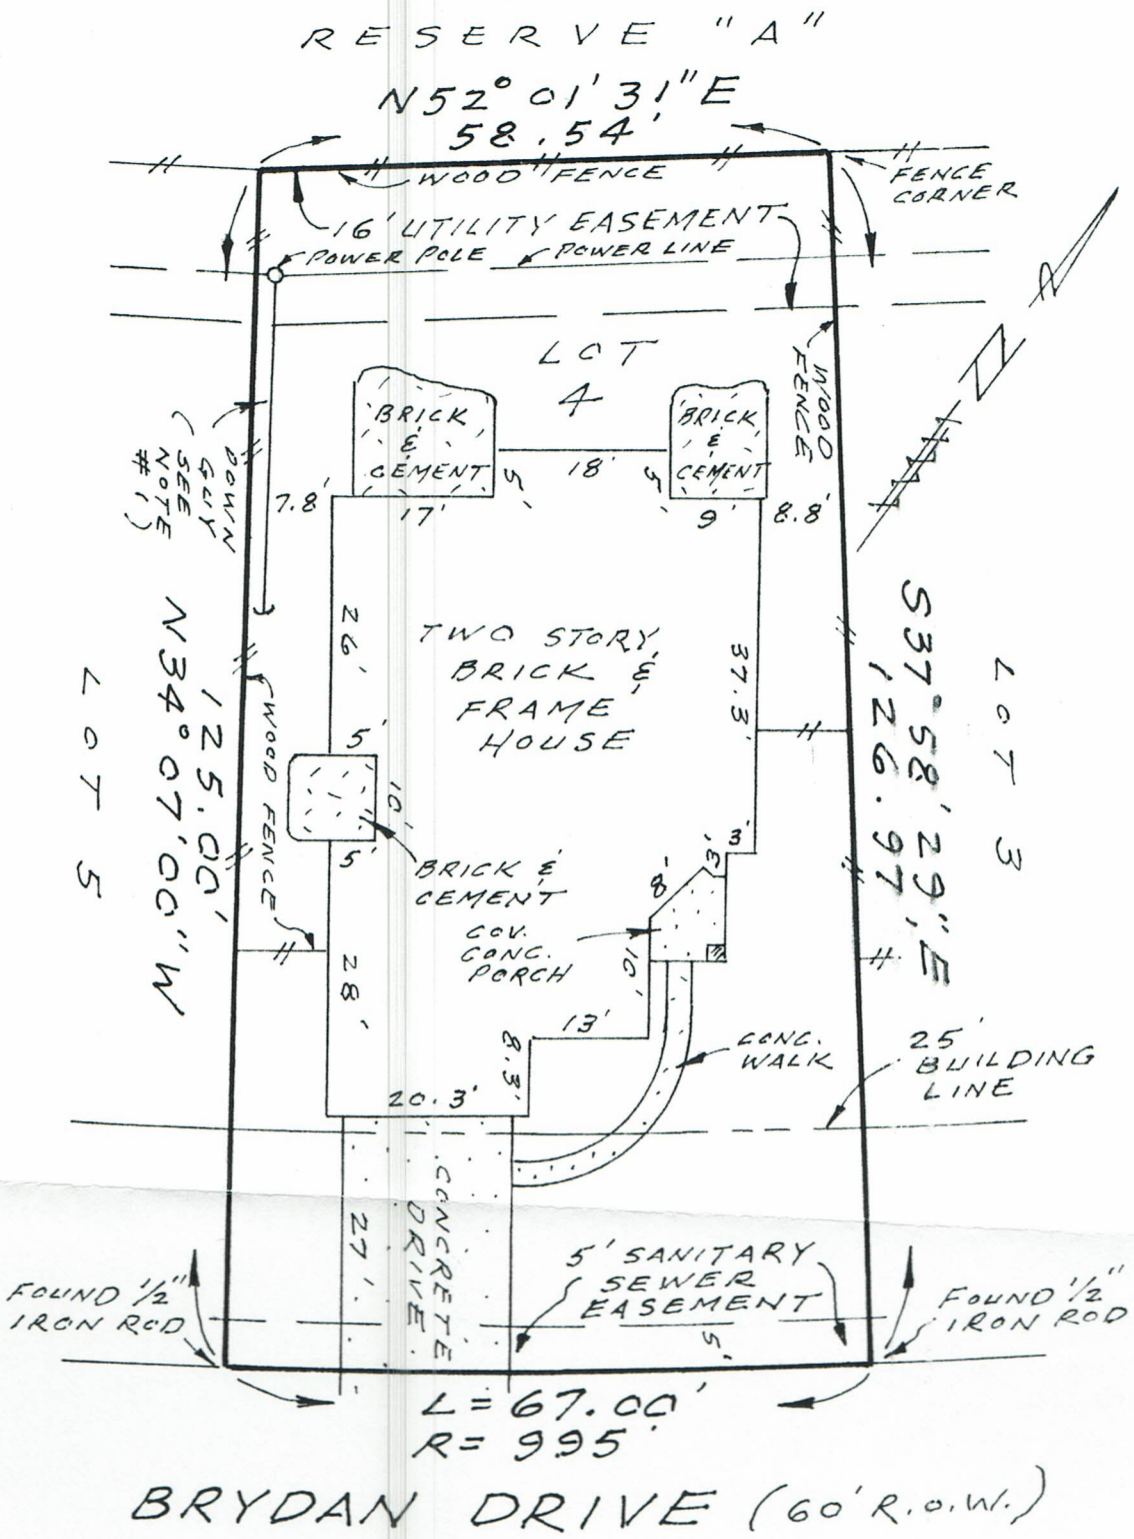 RESERVE "A"
N52° 01' 31" E
58.54'
WOOD FENCE
FENCE
CORNER
16' UTILITY EASEMENT
POWER POLE
POWER LINE
LOT
4
WOOD
FENCE
N
BRICK
&
CEMENT
BRICK
&
CEMENT
18'
5'
5'
DOWN
GUY
(SEE
NOTE
#1)
7.8'
17'
9'
8.8'
26'
TWO STORY
BRICK &
FRAME
HOUSE
37.3'
LOT 5
N34° 07' 00" W
125.00'
WOOD FENCE
S37° 58' 29" E
126.97'
LOT 3
5'
10'
5'
BRICK &
CEMENT
3'
3'
8'
COV.
CONC.
PORCH
10'
28'
13'
8.3'
20.3'
CONC.
WALK
25'
BUILDING
LINE
27'
CONCRETE
DRIVE
5' SANITARY
SEWER
EASEMENT
5'
FOUND 1/2"
IRON ROD
FOUND 1/2"
IRON ROD
L = 67.00'
R = 995'
BRYDAN DRIVE (60' R.O.W.)